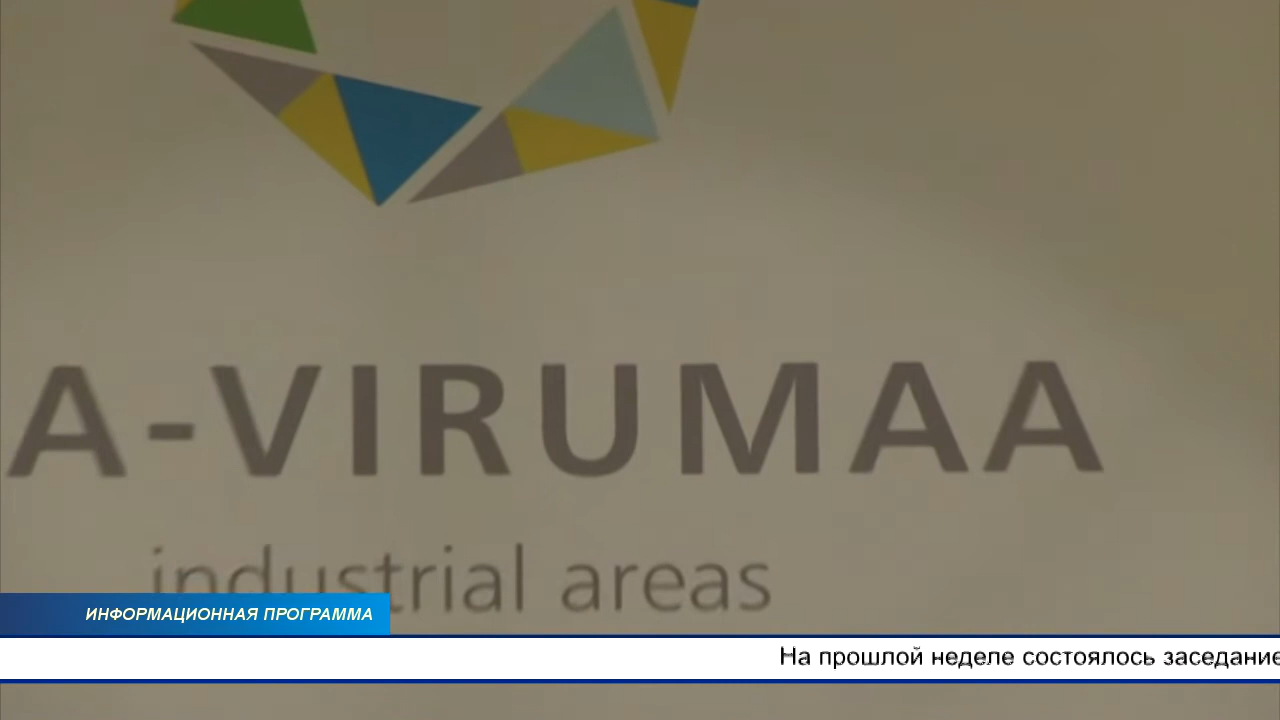 A-VIRUMAA
industrial areas
ИНФОРМАЦИОННАЯ ПРОГРАММА
На прошлой неделе состоялось заседание